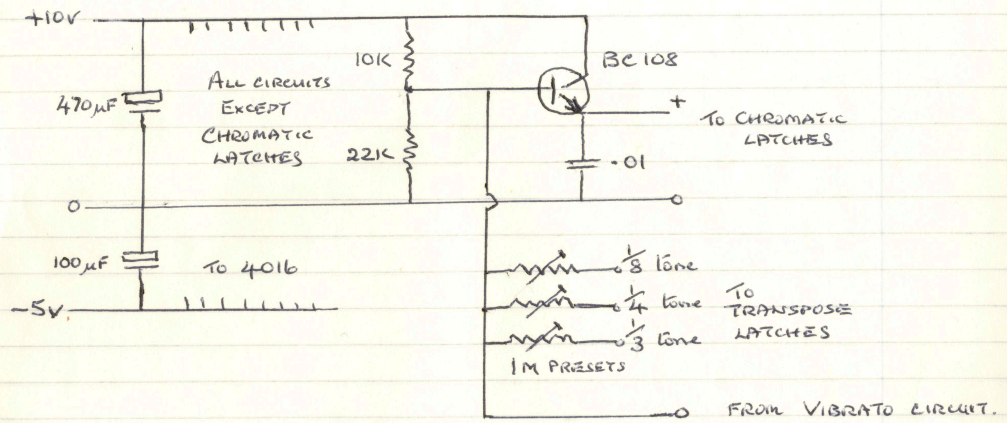 +10V
10K
BC108
470µF
ALL CIRCUITS
EXCEPT
CHROMATIC
LATCHES
+
TO CHROMATIC
LATCHES
22K
.01
0
100µF
TO 4016
-5V
1/8 tone
1/4 tone
1/3 tone
TO
TRANSPOSE
LATCHES
1M PRESETS
FROM VIBRATO CIRCUIT.